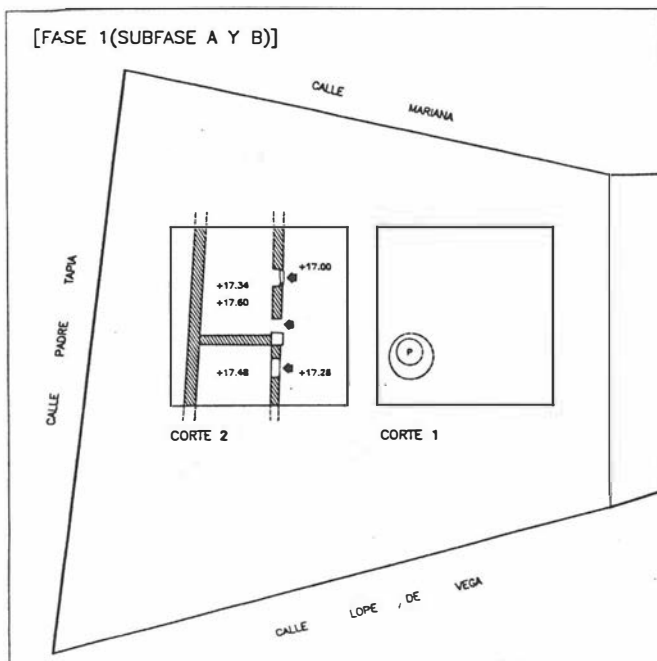 [FASE 1(SUBFASE A Y B)]
CALLE MARIANA
CALLE PADRE TAPIA
+17.00
+17.34
+17.60
+17.48
+17.28
P
CORTE 2
CORTE 1
CALLE LOPE , DE VEGA